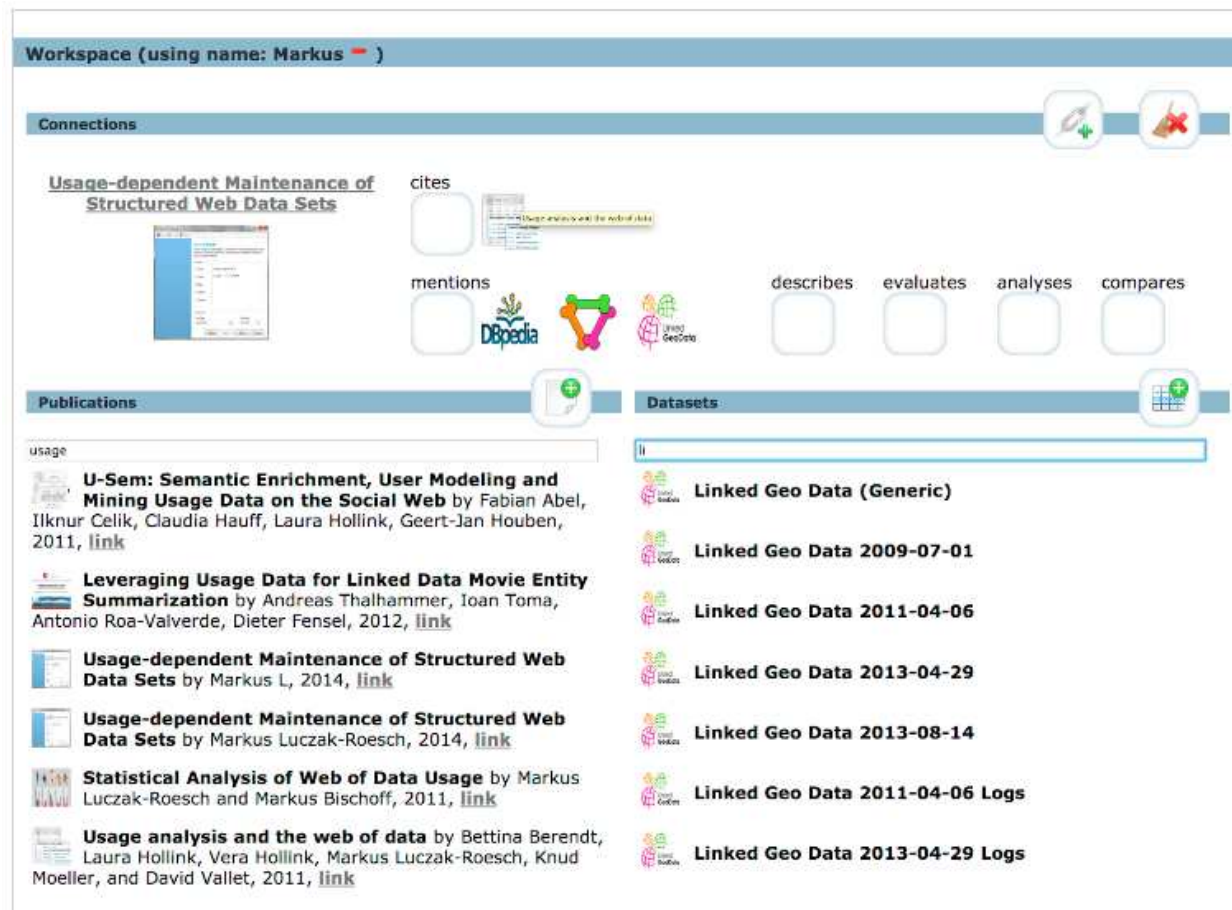 Workspace (using name: Markus - )
Connections
Usage-dependent Maintenance of
Structured Web Data Sets
cites
Usage analysis and the web of data
mentions
DBpedia
Linked
GeoData
describes
evaluates
analyses
compares
Publications
usage
U-Sem: Semantic Enrichment, User Modeling and
Mining Usage Data on the Social Web by Fabian Abel,
Ilknur Celik, Claudia Hauff, Laura Hollink, Geert-Jan Houben,
2011, link
Leveraging Usage Data for Linked Data Movie Entity
Summarization by Andreas Thalhammer, Ioan Toma,
Antonio Roa-Valverde, Dieter Fensel, 2012, link
Usage-dependent Maintenance of Structured Web
Data Sets by Markus L, 2014, link
Usage-dependent Maintenance of Structured Web
Data Sets by Markus Luczak-Roesch, 2014, link
Statistical Analysis of Web of Data Usage by Markus
Luczak-Roesch and Markus Bischoff, 2011, link
Usage analysis and the web of data by Bettina Berendt,
Laura Hollink, Vera Hollink, Markus Luczak-Roesch, Knud
Moeller, and David Vallet, 2011, link
Datasets
li
Linked Geo Data (Generic)
Linked Geo Data 2009-07-01
Linked Geo Data 2011-04-06
Linked Geo Data 2013-04-29
Linked Geo Data 2013-08-14
Linked Geo Data 2011-04-06 Logs
Linked Geo Data 2013-04-29 Logs